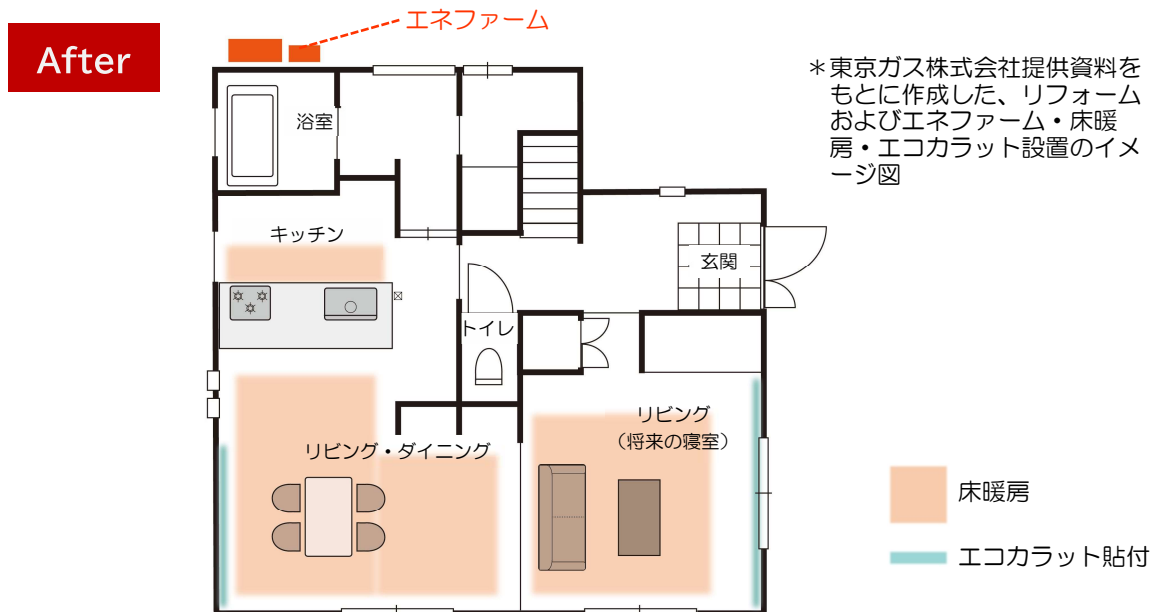 After
エネファーム
＊東京ガス株式会社提供資料を
もとに作成した、リフォーム
およびエネファーム・床暖
房・エコカラット設置のイメ
ージ図
浴室
キッチン
玄関
トイレ
リビング・ダイニング
リビング
（将来の寝室）
床暖房
エコカラット貼付